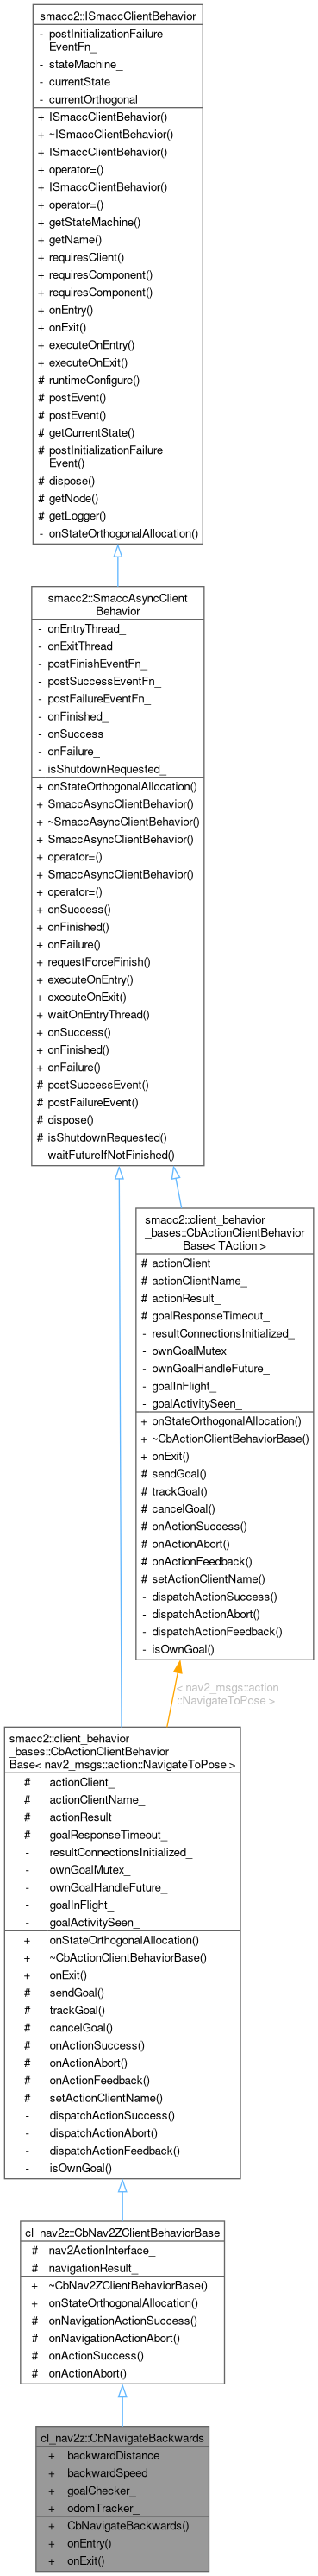 smacc2::ISmaccClientBehavior
- postInitializationFailure
EventFn_
- stateMachine_
- currentState
- currentOrthogonal
+ ISmaccClientBehavior()
+ ~ISmaccClientBehavior()
+ ISmaccClientBehavior()
+ operator=()
+ ISmaccClientBehavior()
+ operator=()
+ getStateMachine()
+ getName()
+ requiresClient()
+ requiresComponent()
+ requiresComponent()
+ onEntry()
+ onExit()
+ executeOnEntry()
+ executeOnExit()
# runtimeConfigure()
# postEvent()
# postEvent()
# getCurrentState()
# postInitializationFailure
Event()
# dispose()
# getNode()
# getLogger()
- onStateOrthogonalAllocation()
smacc2::SmaccAsyncClient
Behavior
- onEntryThread_
- onExitThread_
- postFinishEventFn_
- postSuccessEventFn_
- postFailureEventFn_
- onFinished_
- onSuccess_
- onFailure_
- isShutdownRequested_
+ onStateOrthogonalAllocation()
+ SmaccAsyncClientBehavior()
+ ~SmaccAsyncClientBehavior()
+ SmaccAsyncClientBehavior()
+ operator=()
+ SmaccAsyncClientBehavior()
+ operator=()
+ onSuccess()
+ onFinished()
+ onFailure()
+ requestForceFinish()
+ executeOnEntry()
+ executeOnExit()
+ waitOnEntryThread()
+ onSuccess()
+ onFinished()
+ onFailure()
# postSuccessEvent()
# postFailureEvent()
# dispose()
# isShutdownRequested()
- waitFutureIfNotFinished()
smacc2::client_behavior
_bases::CbActionClientBehavior
Base< TAction >
# actionClient_
# actionClientName_
# actionResult_
# goalResponseTimeout_
- resultConnectionsInitialized_
- ownGoalMutex_
- ownGoalHandleFuture_
- goalInFlight_
- goalActivitySeen_
+ onStateOrthogonalAllocation()
+ ~CbActionClientBehaviorBase()
+ onExit()
# sendGoal()
# trackGoal()
# cancelGoal()
# onActionSuccess()
# onActionAbort()
# onActionFeedback()
# setActionClientName()
- dispatchActionSuccess()
- dispatchActionAbort()
- dispatchActionFeedback()
- isOwnGoal()
< nav2_msgs::action
::NavigateToPose >
smacc2::client_behavior
_bases::CbActionClientBehavior
Base< nav2_msgs::action::NavigateToPose >
# actionClient_
# actionClientName_
# actionResult_
# goalResponseTimeout_
- resultConnectionsInitialized_
- ownGoalMutex_
- ownGoalHandleFuture_
- goalInFlight_
- goalActivitySeen_
+ onStateOrthogonalAllocation()
+ ~CbActionClientBehaviorBase()
+ onExit()
# sendGoal()
# trackGoal()
# cancelGoal()
# onActionSuccess()
# onActionAbort()
# onActionFeedback()
# setActionClientName()
- dispatchActionSuccess()
- dispatchActionAbort()
- dispatchActionFeedback()
- isOwnGoal()
cl_nav2z::CbNav2ZClientBehaviorBase
# nav2ActionInterface_
# navigationResult_
+ ~CbNav2ZClientBehaviorBase()
+ onStateOrthogonalAllocation()
# onNavigationActionSuccess()
# onNavigationActionAbort()
# onActionSuccess()
# onActionAbort()
cl_nav2z::CbNavigateBackwards
+ backwardDistance
+ backwardSpeed
+ goalChecker_
+ odomTracker_
+ CbNavigateBackwards()
+ onEntry()
+ onExit()